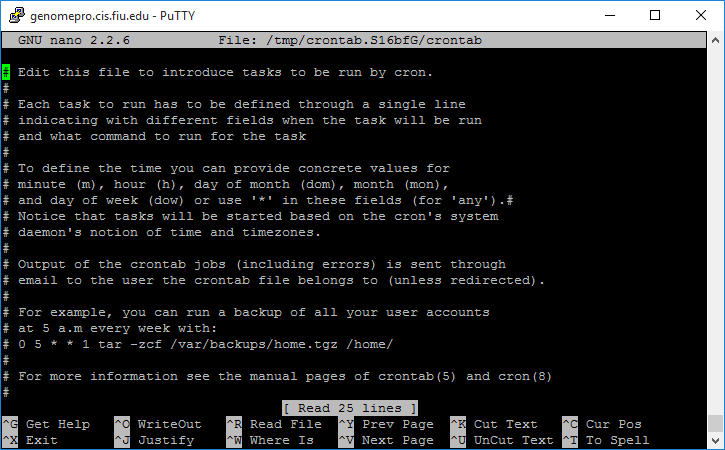 genomepro.cis.fiu.edu - PuTTY
GNU nano 2.2.6 File: /tmp/crontab.S16bfG/crontab
# Edit this file to introduce tasks to be run by cron.
#
# Each task to run has to be defined through a single line
# indicating with different fields when the task will be run
# and what command to run for the task
#
# To define the time you can provide concrete values for
# minute (m), hour (h), day of month (dom), month (mon),
# and day of week (dow) or use '*' in these fields (for 'any').#
# Notice that tasks will be started based on the cron's system
# daemon's notion of time and timezones.
#
# Output of the crontab jobs (including errors) is sent through
# email to the user the crontab file belongs to (unless redirected).
#
# For example, you can run a backup of all your user accounts
# at 5 a.m every week with:
# 0 5 * * 1 tar -zcf /var/backups/home.tgz /home/
#
# For more information see the manual pages of crontab(5) and cron(8)
#
[ Read 25 lines ]
^G Get Help ^O WriteOut ^R Read File ^Y Prev Page ^K Cut Text ^C Cur Pos
^X Exit ^J Justify ^W Where Is ^V Next Page ^U UnCut Text ^T To Spell